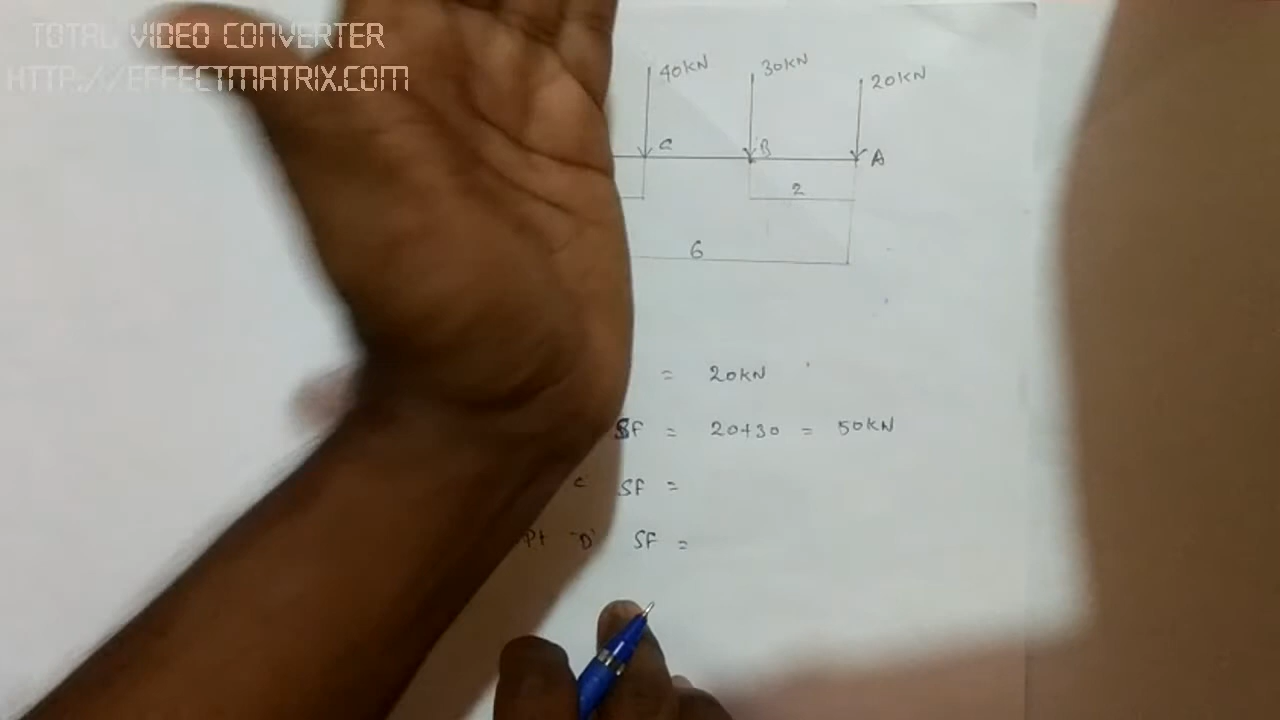 TOTAL VIDEO CONVERTER
HTTP://EFFECTMATRIX.COM
40KN 30KN 20KN
C B A
2
6
= 20KN
SF = 20+30 = 50KN
C SF =
Pt "D" SF =